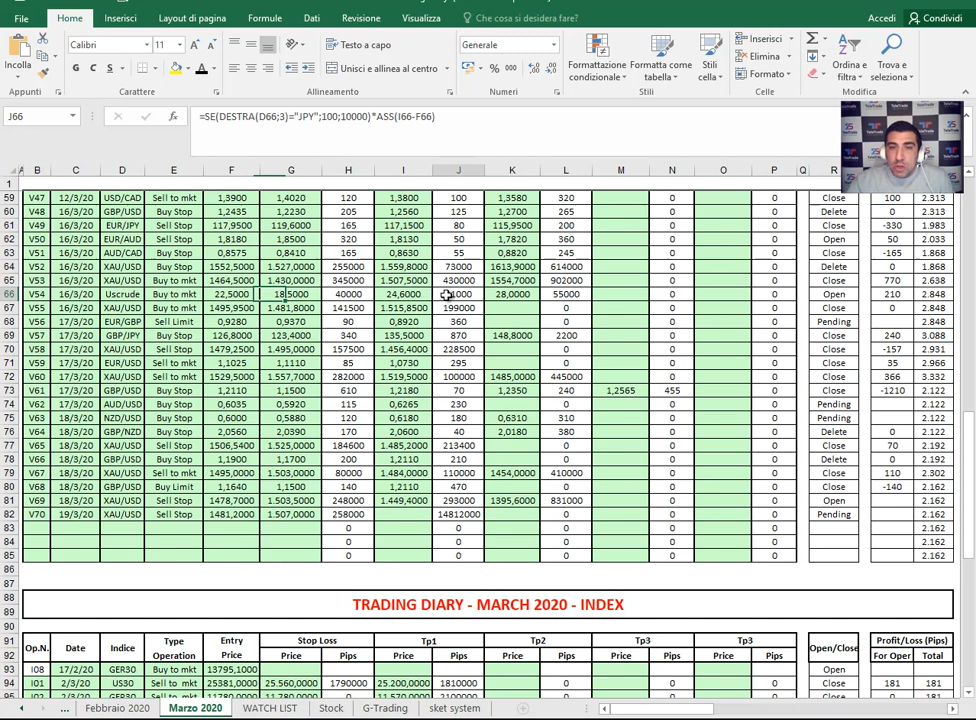 File Home Inserisci Layout di pagina Formule Dati Revisione Visualizza Che cosa si desidera fare? Accedi Condividi
Calibri 11 Testo a capo Generale Inserisci
Incolla G C S Unisci e allinea al centro % 000 Formattazione condizionale Formatta come tabella Stili cella Elimina Formato Ordina e filtra Trova e seleziona
Appunti Carattere Allineamento Numeri Stili Celle Modifica
J66 fx =SE(DESTRA(D66;3)="JPY";100;10000)*ASS(I66-F66)
B C D E F G H I J K L M N O P Q R
1
59 V47 12/3/20 USD/CAD Sell to mkt 1,3900 1,4020 120 1,3800 100 1,3580 320 0 0 Close 100 2.313
60 V48 16/3/20 GBP/USD Buy Stop 1,2435 1,2230 205 1,2560 125 1,2700 265 0 0 Delete 0 2.313
61 V49 16/3/20 EUR/JPY Sell Stop 117,9500 119,6000 165 117,1500 80 115,9500 200 0 0 Close -330 1.983
62 V50 16/3/20 EUR/AUD Sell Stop 1,8180 1,8500 320 1,8130 50 1,7820 360 0 0 Open 50 2.033
63 V51 16/3/20 AUD/CAD Buy Stop 0,8575 0,8410 165 0,8630 55 0,8820 245 0 0 Close -165 1.868
64 V52 16/3/20 XAU/USD Buy Stop 1552,5000 1.527,0000 255000 1.559,8000 73000 1613,9000 614000 0 0 Delete 0 1.868
65 V53 16/3/20 XAU/USD Buy to mkt 1464,5000 1.430,0000 345000 1.507,5000 430000 1554,7000 902000 0 0 Close 770 2.638
66 V54 16/3/20 Uscrude Buy to mkt 22,5000 18,5000 40000 24,6000 1000 28,0000 55000 0 0 Open 210 2.848
67 V55 16/3/20 XAU/USD Buy to mkt 1495,9500 1.481,8000 141500 1.515,8500 199000 0 0 0 Close 0 2.848
68 V56 17/3/20 EUR/GBP Sell Limit 0,9280 0,9370 90 0,8920 360 0 0 0 Pending 2.848
69 V57 17/3/20 GBP/JPY Buy Stop 126,8000 123,4000 340 135,5000 870 148,8000 2200 0 0 Close 240 3.088
70 V58 17/3/20 XAU/USD Sell Stop 1479,2500 1.495,0000 157500 1.456,4000 228500 0 0 0 Close -157 2.931
71 V59 17/3/20 EUR/USD Sell Stop 1,1025 1,1110 85 1,0730 295 0 0 0 Close 35 2.966
72 V60 17/3/20 XAU/USD Sell Stop 1529,5000 1.557,7000 282000 1.519,5000 100000 1485,0000 445000 0 0 Close 366 3.332
73 V61 17/3/20 GBP/USD Buy Stop 1,2110 1,1500 610 1,2180 70 1,2350 240 1,2565 455 0 Close -1210 2.122
74 V62 17/3/20 AUD/USD Buy Stop 0,6035 0,5920 115 0,6265 230 0 0 0 Pending 2.122
75 V63 18/3/20 NZD/USD Buy Stop 0,6000 0,5880 120 0,6180 180 0,6310 310 0 0 Pending 2.122
76 V64 18/3/20 GBP/NZD Buy Stop 2,0560 2,0390 170 2,0600 40 2,0180 380 0 0 Delete 0 2.122
77 V65 18/3/20 XAU/USD Sell Stop 1506,5400 1.525,0000 184600 1.485,2000 213400 0 0 0 Close 70 2.192
78 V66 18/3/20 GBP/USD Buy Stop 1,1900 1,1700 200 1,2110 210 0 0 0 Delete 0 2.192
79 V67 18/3/20 XAU/USD Sell to mkt 1495,0000 1.503,0000 80000 1.484,0000 110000 1454,0000 410000 0 0 Close 110 2.302
80 V68 18/3/20 GBP/USD Buy Limit 1,1640 1,1500 140 1,2110 470 0 0 0 Close -140 2.162
81 V69 18/3/20 XAU/USD Sell Stop 1478,7000 1.503,5000 248000 1.449,4000 293000 1395,6000 831000 0 0 Open 2.162
82 V70 19/3/20 XAU/USD Sell Stop 1481,2000 1.507,0000 258000 14812000 0 0 0 Pending 2.162
83 0 0 0 0 0 2.162
84 0 0 0 0 0 2.162
85 0 0 0 0 0 2.162
86
87
88 TRADING DIARY - MARCH 2020 - INDEX
89
90
91 Op.N. Date Indice Type Operation Entry Price Stop Loss Tp1 Tp2 Tp3 Tp3 Open/Close Profit/Loss (Pips)
92 Price Pips Price Pips Price Pips Price Pips Price Pips For Oper Total
93 I08 17/2/20 GER30 Buy to mkt 13795,1000 Open
94 I01 2/3/20 US30 Sell to mkt 25381,0000 25.560,0000 1790000 25.200,0000 1810000 0 0 0 Close 181 181
... Febbraio 2020 Marzo 2020 WATCH LIST Stock G-Trading sket system